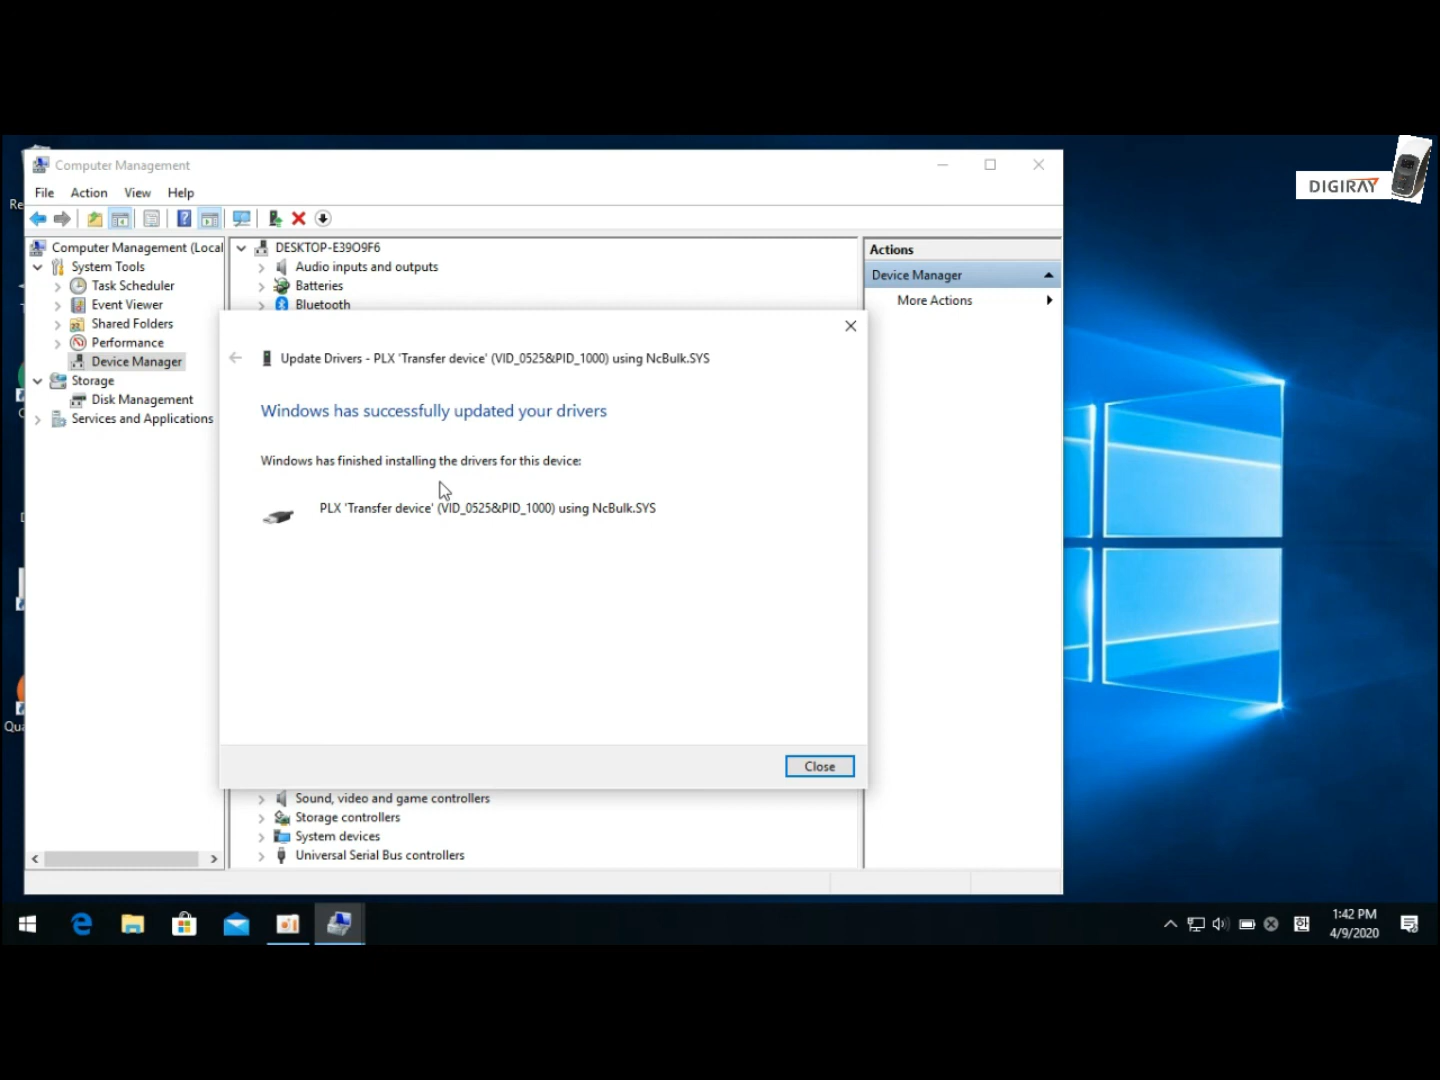 Computer Management
File Action View Help
Computer Management (Local
System Tools
Task Scheduler
Event Viewer
Shared Folders
Performance
Device Manager
Storage
Disk Management
Services and Applications
DESKTOP-E39O9F6
Audio inputs and outputs
Batteries
Bluetooth
Actions
Device Manager
More Actions
Update Drivers - PLX 'Transfer device' (VID_0525&PID_1000) using NcBulk.SYS
Windows has successfully updated your drivers
Windows has finished installing the drivers for this device:
PLX 'Transfer device' (VID_0525&PID_1000) using NcBulk.SYS
Close
Sound, video and game controllers
Storage controllers
System devices
Universal Serial Bus controllers
Re
Qua
DIGIRAY
한
1:42 PM
4/9/2020